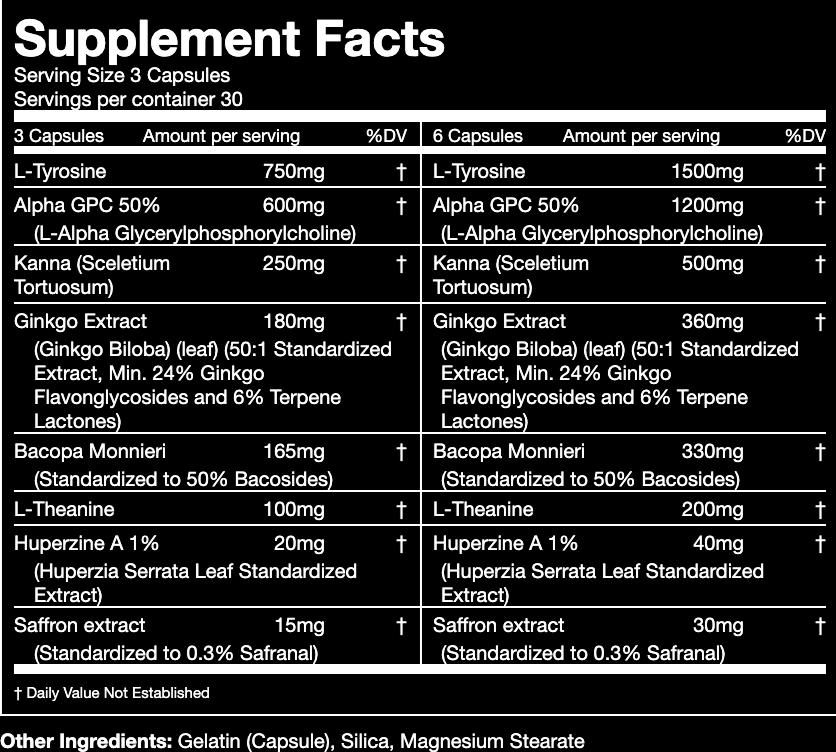 Supplement Facts
Serving Size 3 Capsules
Servings per container 30
3 Capsules Amount per serving %DV
L-Tyrosine 750mg †
Alpha GPC 50% 600mg †
(L-Alpha Glycerylphosphorylcholine)
Kanna (Sceletium 250mg †
Tortuosum)
Ginkgo Extract 180mg †
(Ginkgo Biloba) (leaf) (50:1 Standardized
Extract, Min. 24% Ginkgo
Flavonglycosides and 6% Terpene
Lactones)
Bacopa Monnieri 165mg †
(Standardized to 50% Bacosides)
L-Theanine 100mg †
Huperzine A 1% 20mg †
(Huperzia Serrata Leaf Standardized
Extract)
Saffron extract 15mg †
(Standardized to 0.3% Safranal)
6 Capsules Amount per serving %DV
L-Tyrosine 1500mg †
Alpha GPC 50% 1200mg †
(L-Alpha Glycerylphosphorylcholine)
Kanna (Sceletium 500mg †
Tortuosum)
Ginkgo Extract 360mg †
(Ginkgo Biloba) (leaf) (50:1 Standardized
Extract, Min. 24% Ginkgo
Flavonglycosides and 6% Terpene
Lactones)
Bacopa Monnieri 330mg †
(Standardized to 50% Bacosides)
L-Theanine 200mg †
Huperzine A 1% 40mg †
(Huperzia Serrata Leaf Standardized
Extract)
Saffron extract 30mg †
(Standardized to 0.3% Safranal)
† Daily Value Not Established
Other Ingredients: Gelatin (Capsule), Silica, Magnesium Stearate